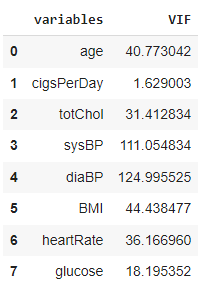 variables VIF
0 age 40.773042
1 cigsPerDay 1.629003
2 totChol 31.412834
3 sysBP 111.054834
4 diaBP 124.995525
5 BMI 44.438477
6 heartRate 36.166960
7 glucose 18.195352